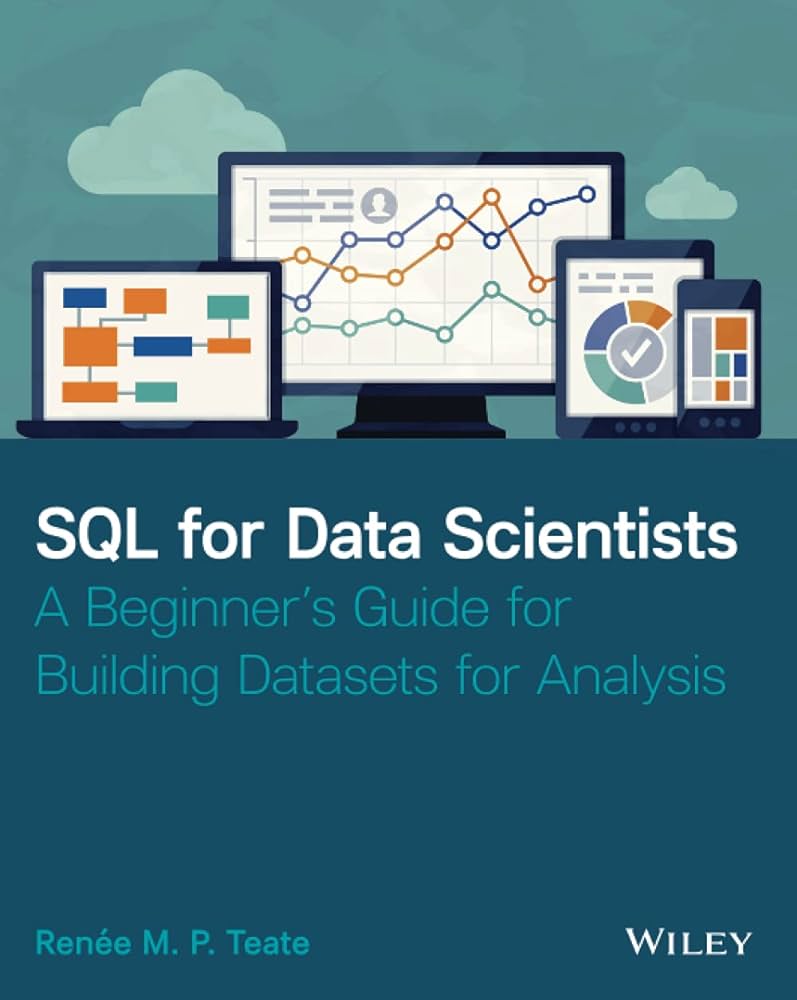 SQL for Data Scientists
A Beginner’s Guide for
Building Datasets for Analysis
Renée M. P. Teate
WILEY